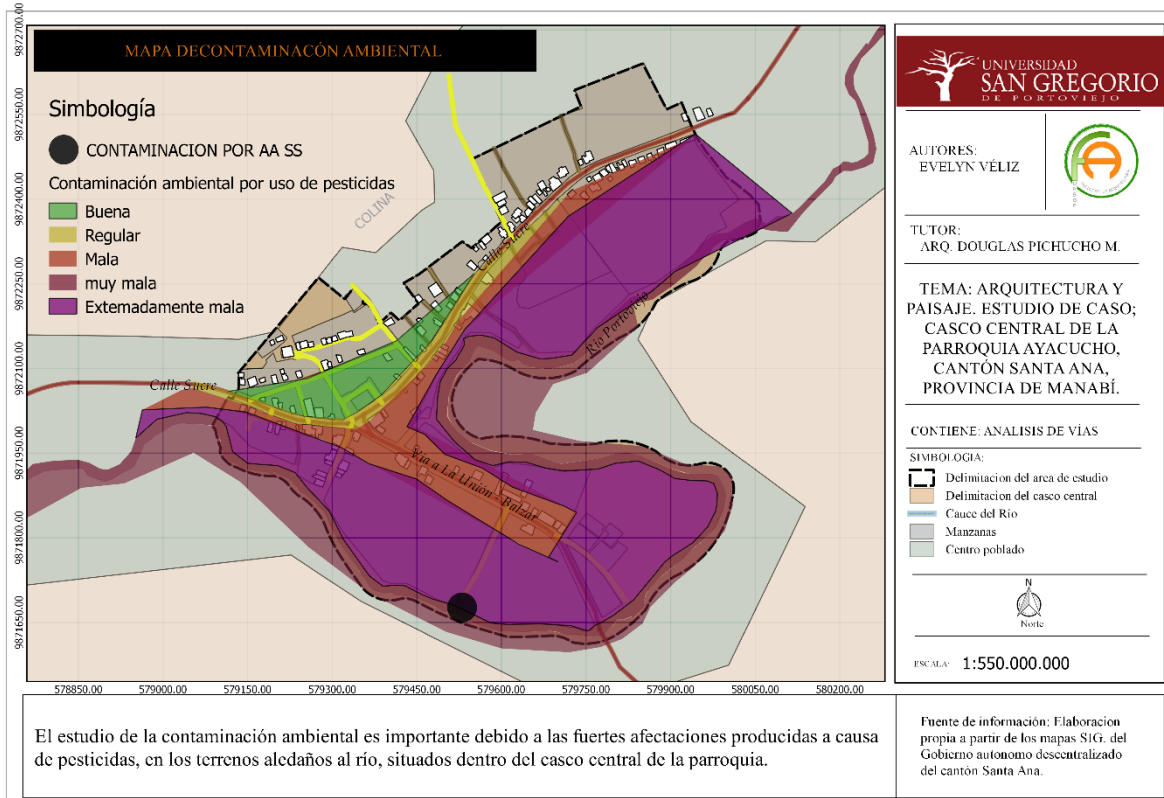 MAPA DECONTAMINACÓN AMBIENTAL
Simbología
CONTAMINACION POR AA SS
Contaminación ambiental por uso de pesticidas
Buena
Regular
Mala
muy mala
Extemadamente mala
COLINA
Calle Sucre
Calle Sucre
Río Portoviejo
Vía a La Unión - Balzar
9872700.00
9872550.00
9872400.00
9872250.00
9872100.00
9871950.00
9871800.00
9871650.00
578850.00 579000.00 579150.00 579300.00 579450.00 579600.00 579750.00 579900.00 580050.00 580200.00
UNIVERSIDAD
SAN GREGORIO
DE PORTOVIEJO
AUTORES:
EVELYN VÉLIZ
TUTOR:
ARQ. DOUGLAS PICHUCHO M.
TEMA: ARQUITECTURA Y
PAISAJE. ESTUDIO DE CASO;
CASCO CENTRAL DE LA
PARROQUIA AYACUCHO,
CANTÓN SANTA ANA,
PROVINCIA DE MANABÍ.
CONTIENE: ANALISIS DE VÍAS
SIMBOLOGIA:
Delimitacion del area de estudio
Delimitacion del casco central
Cauce del Río
Manzanas
Centro poblado
N
Norte
ESCALA: 1:550.000.000
El estudio de la contaminación ambiental es importante debido a las fuertes afectaciones producidas a causa
de pesticidas, en los terrenos aledaños al río, situados dentro del casco central de la parroquia.
Fuente de información: Elaboracion
propia a partir de los mapas SIG. del
Gobierno autonomo descentralizado
del cantón Santa Ana.